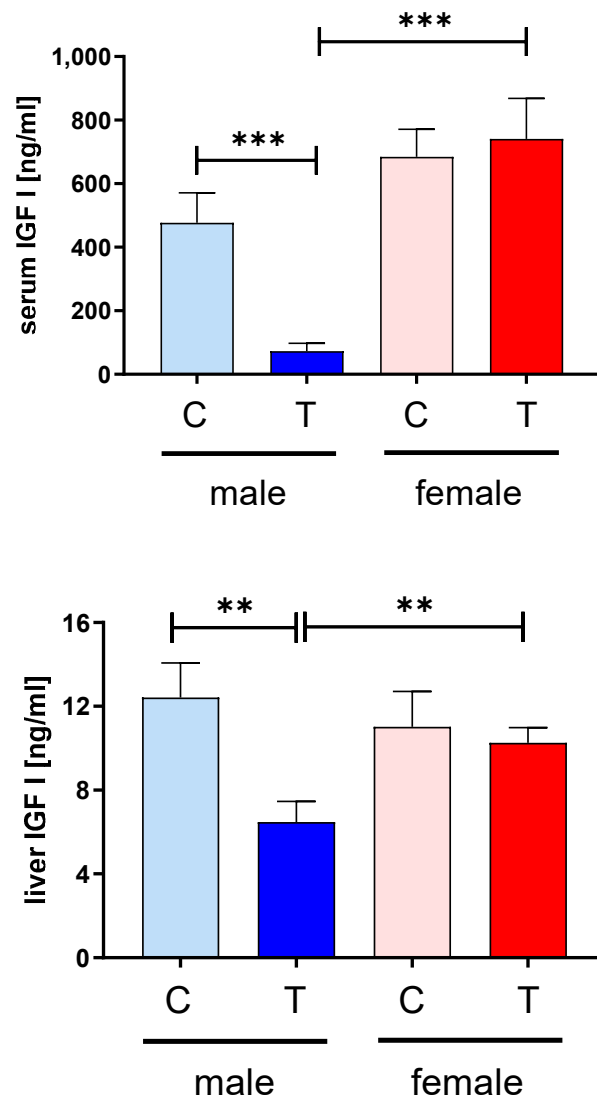 ***
1,000
***
800
600
400
200
0
serum IGF I [ng/ml]
C T C T
male female
** **
16
12
8
4
0
liver IGF I [ng/ml]
C T C T
male female